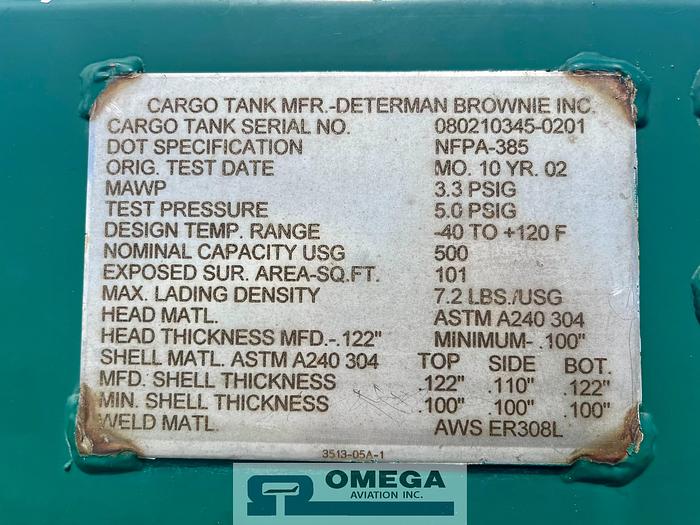 CARGO TANK MFR.-DETERMAN BROWNIE INC.
CARGO TANK SERIAL NO. 080210345-0201
DOT SPECIFICATION NFPA-385
ORIG. TEST DATE MO. 10 YR. 02
MAWP 3.3 PSIG
TEST PRESSURE 5.0 PSIG
DESIGN TEMP. RANGE -40 TO +120 F
NOMINAL CAPACITY USG 500
EXPOSED SUR. AREA-SQ.FT. 101
MAX. LADING DENSITY 7.2 LBS./USG
HEAD MATL. ASTM A240 304
HEAD THICKNESS MFD.-.122" MINIMUM- .100"
SHELL MATL. ASTM A240 304 TOP SIDE BOT.
MFD. SHELL THICKNESS .122" .110" .122"
MIN. SHELL THICKNESS .100" .100" .100"
WELD MATL. AWS ER308L
3513-05A-1
OMEGA
AVIATION INC.